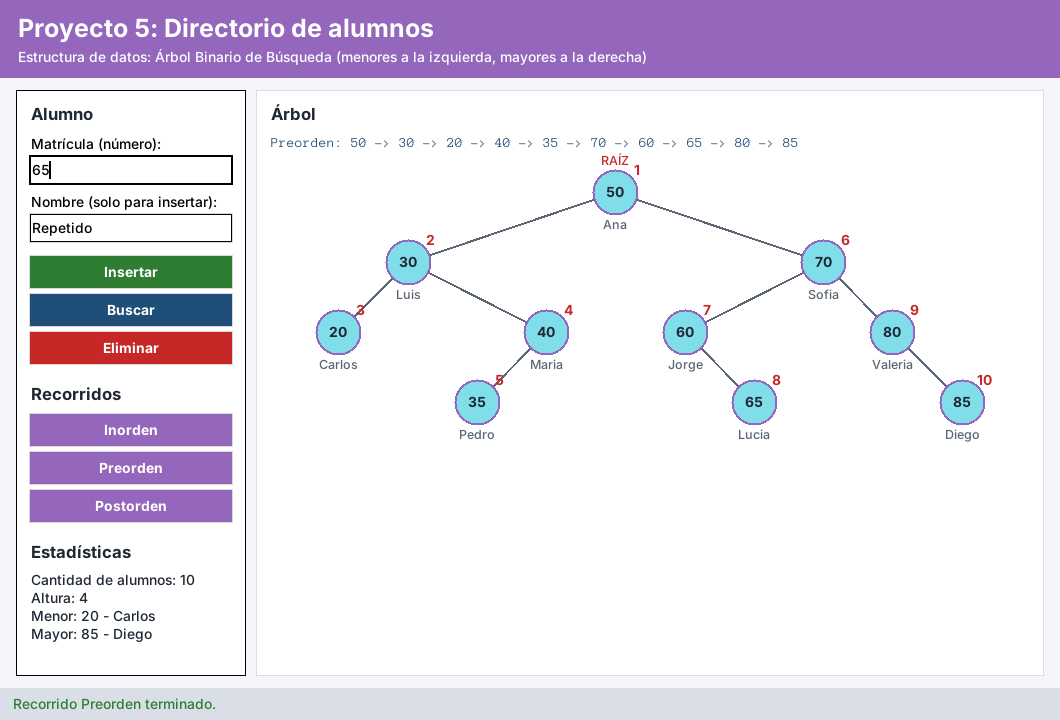 Proyecto 5: Directorio de alumnos
Estructura de datos: Árbol Binario de Búsqueda (menores a la izquierda, mayores a la derecha)
Alumno
Matrícula (número):
65
Nombre (solo para insertar):
Repetido
Insertar
Buscar
Eliminar
Recorridos
Inorden
Preorden
Postorden
Estadísticas
Cantidad de alumnos: 10
Altura: 4
Menor: 20 - Carlos
Mayor: 85 - Diego
Árbol
Preorden: 50 -> 30 -> 20 -> 40 -> 35 -> 70 -> 60 -> 65 -> 80 -> 85
RAÍZ
1
50
Ana
2
6
30
70
Luis
Sofia
3
4
7
9
20
40
60
80
Carlos
Maria
Jorge
Valeria
5
8
10
35
65
85
Pedro
Lucia
Diego
Recorrido Preorden terminado.